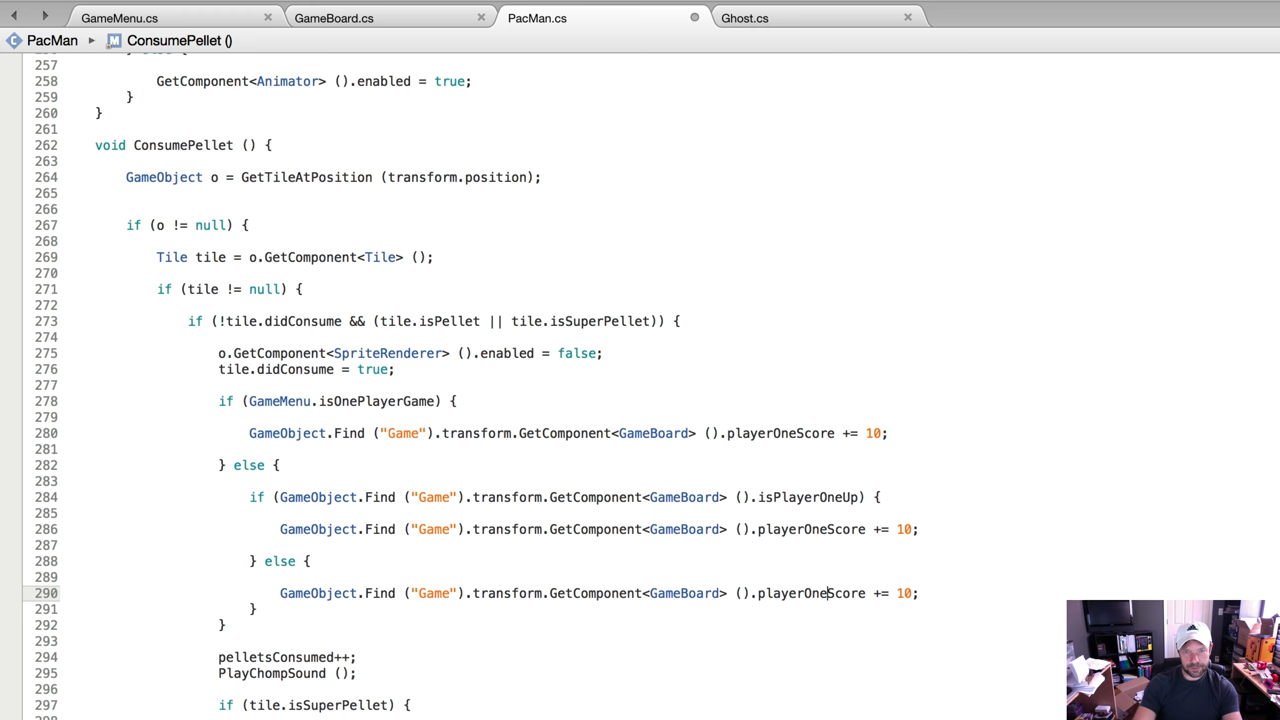 GameMenu.cs
GameBoard.cs
PacMan.cs
Ghost.cs
PacMan ▸ ConsumePellet ()
257
258 GetComponent<Animator> ().enabled = true;
259 }
260 }
261
262 void ConsumePellet () {
263
264 GameObject o = GetTileAtPosition (transform.position);
265
266
267 if (o != null) {
268
269 Tile tile = o.GetComponent<Tile> ();
270
271 if (tile != null) {
272
273 if (!tile.didConsume && (tile.isPellet || tile.isSuperPellet)) {
274
275 o.GetComponent<SpriteRenderer> ().enabled = false;
276 tile.didConsume = true;
277
278 if (GameMenu.isOnePlayerGame) {
279
280 GameObject.Find ("Game").transform.GetComponent<GameBoard> ().playerOneScore += 10;
281
282 } else {
283
284 if (GameObject.Find ("Game").transform.GetComponent<GameBoard> ().isPlayerOneUp) {
285
286 GameObject.Find ("Game").transform.GetComponent<GameBoard> ().playerOneScore += 10;
287
288 } else {
289
290 GameObject.Find ("Game").transform.GetComponent<GameBoard> ().playerOneScore += 10;
291 }
292 }
293
294 pelletsConsumed++;
295 PlayChompSound ();
296
297 if (tile.isSuperPellet) {